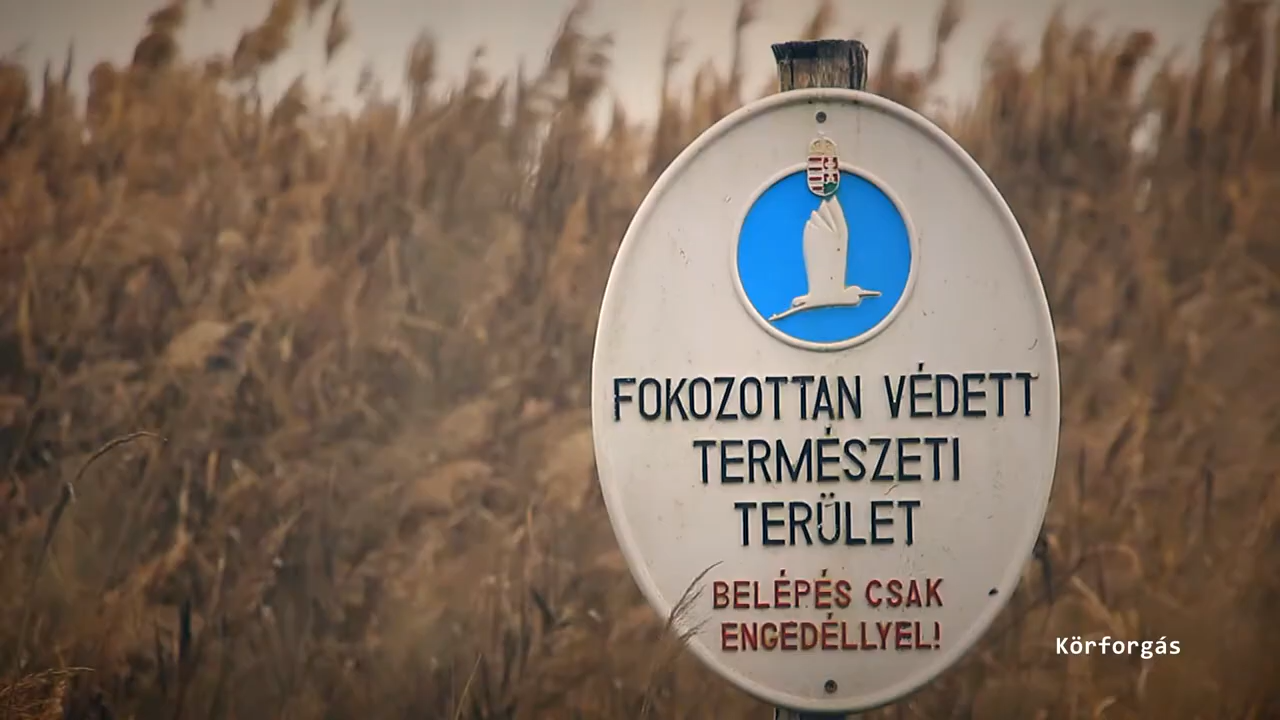 FOKOZOTTAN VÉDETT
TERMÉSZETI
TERÜLET
BELÉPÉS CSAK
ENGEDÉLLYEL!
Körforgás